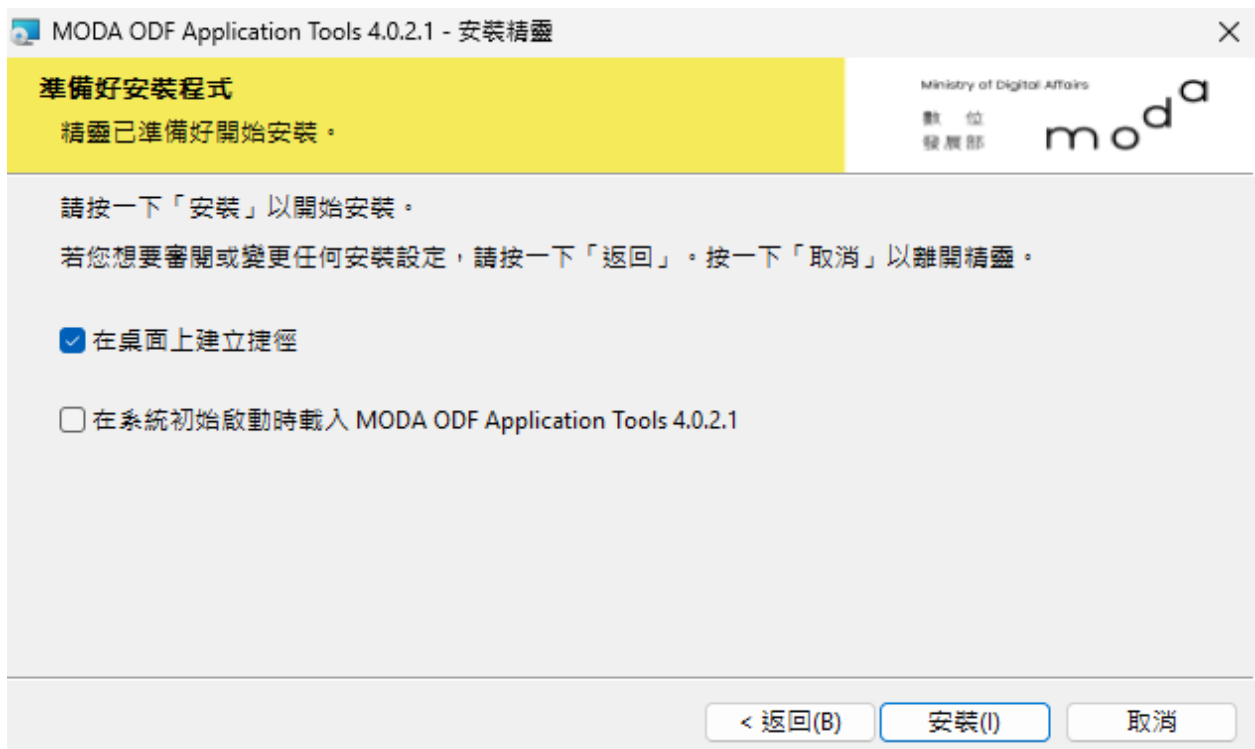 MODA ODF Application Tools 4.0.2.1 - 安裝精靈
準備好安裝程式
精靈已準備好開始安裝。
Ministry of Digital Affairs
數位
發展部
moda
請按一下「安裝」以開始安裝。
若您想要審閱或變更任何安裝設定，請按一下「返回」。按一下「取消」以離開精靈。
在桌面上建立捷徑
在系統初始啟動時載入 MODA ODF Application Tools 4.0.2.1
< 返回(B)
安裝(I)
取消